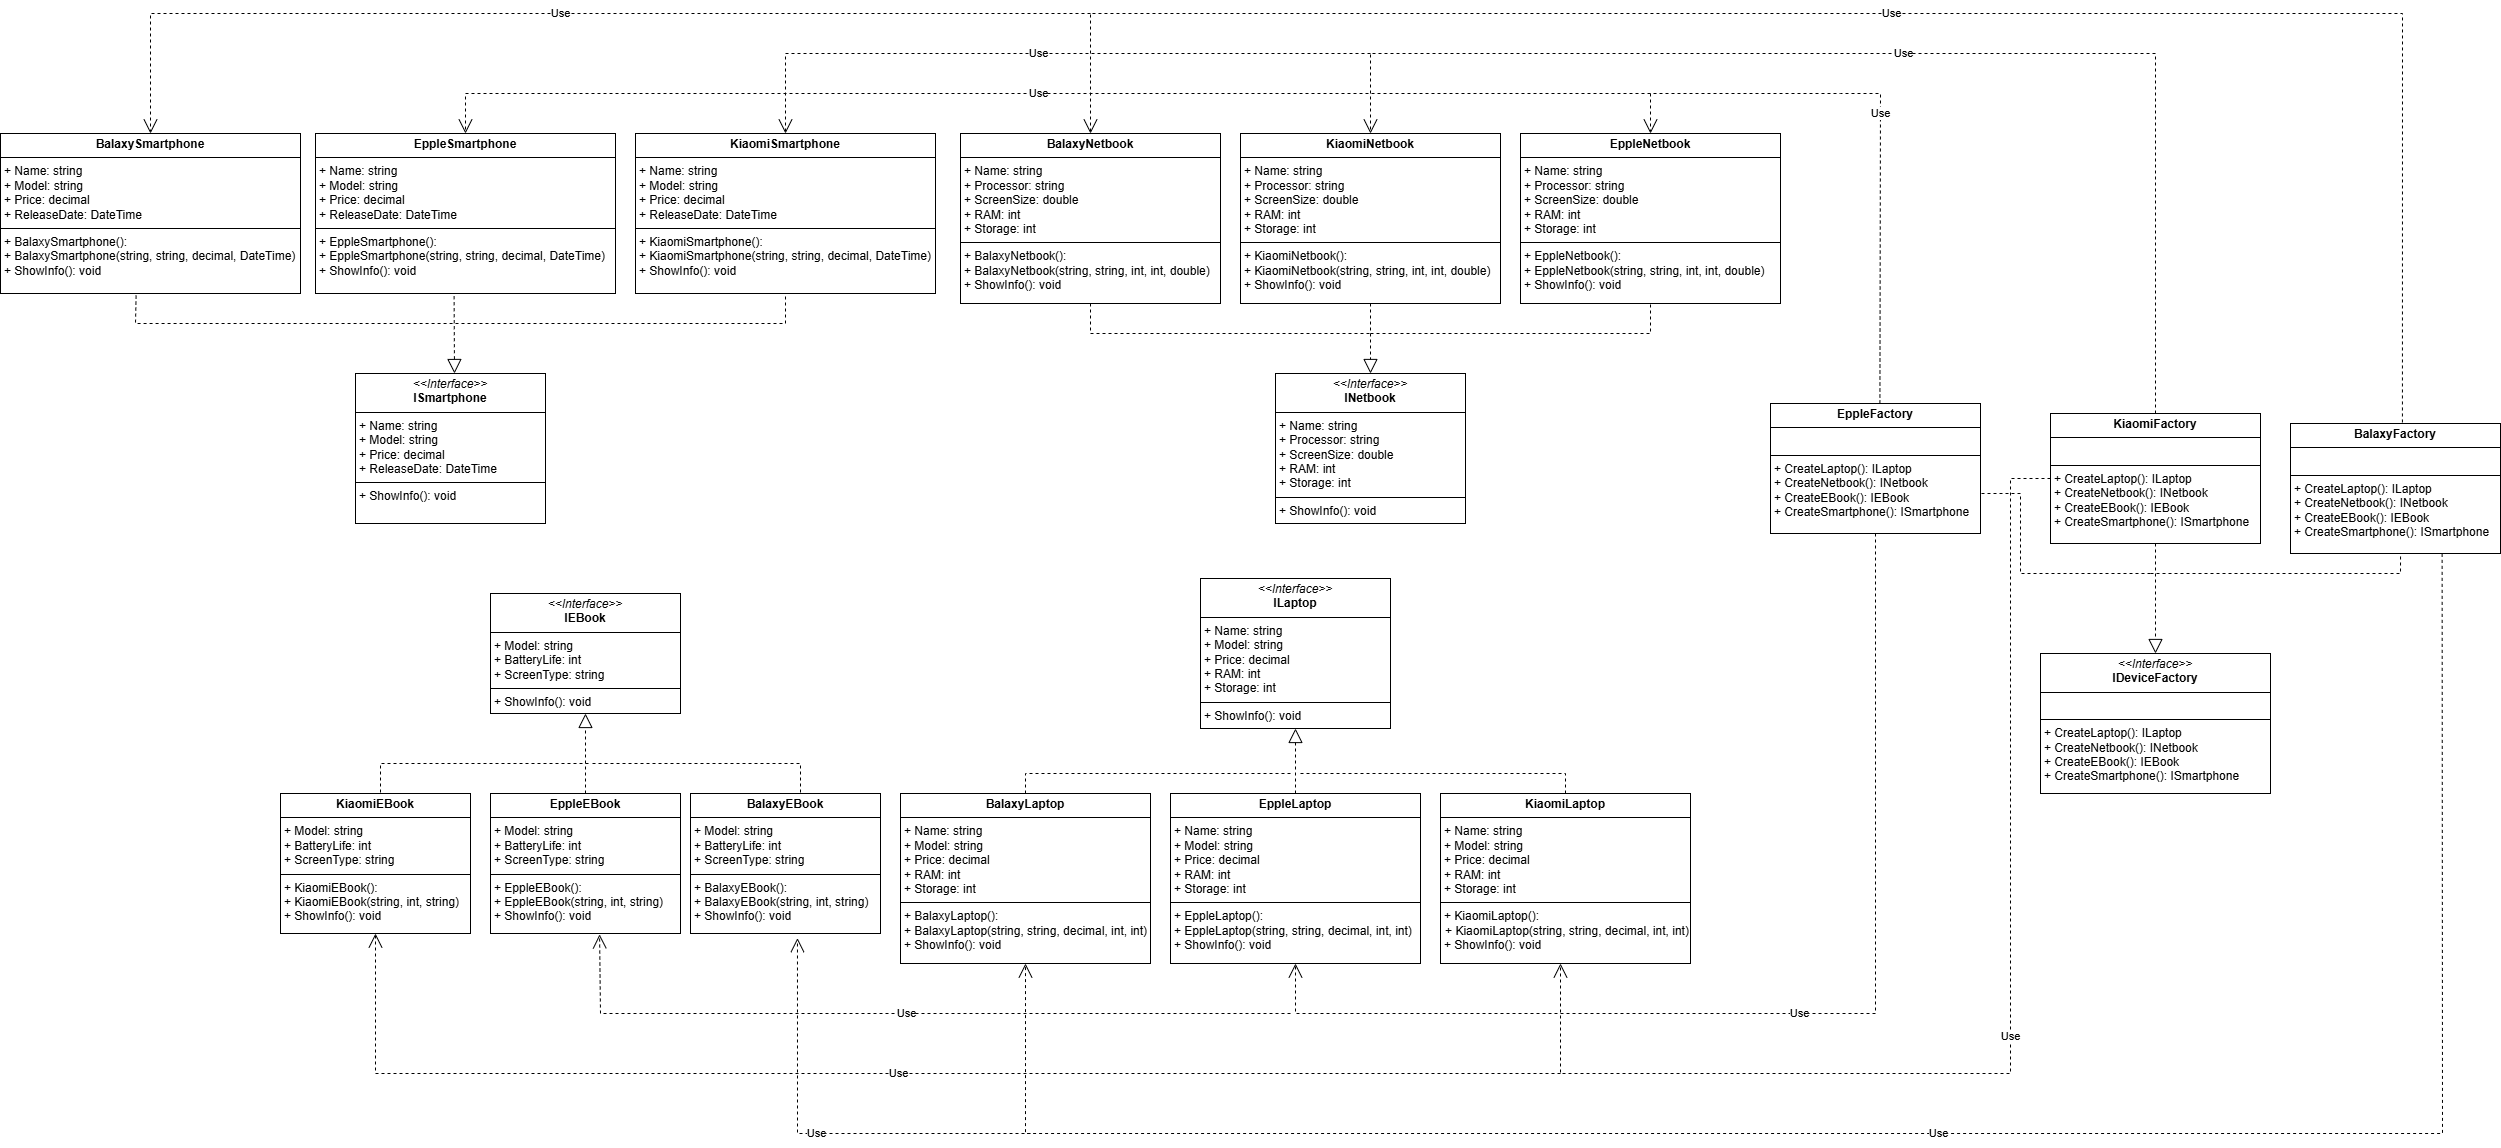 Use
Use
Use
Use
Use
Use
BalaxySmartphone
+ Name: string
+ Model: string
+ Price: decimal
+ ReleaseDate: DateTime
+ BalaxySmartphone():
+ BalaxySmartphone(string, string, decimal, DateTime)
+ ShowInfo(): void
EppleSmartphone
+ Name: string
+ Model: string
+ Price: decimal
+ ReleaseDate: DateTime
+ EppleSmartphone():
+ EppleSmartphone(string, string, decimal, DateTime)
+ ShowInfo(): void
KiaomiSmartphone
+ Name: string
+ Model: string
+ Price: decimal
+ ReleaseDate: DateTime
+ KiaomiSmartphone():
+ KiaomiSmartphone(string, string, decimal, DateTime)
+ ShowInfo(): void
BalaxyNetbook
+ Name: string
+ Processor: string
+ ScreenSize: double
+ RAM: int
+ Storage: int
+ BalaxyNetbook():
+ BalaxyNetbook(string, string, int, int, double)
+ ShowInfo(): void
KiaomiNetbook
+ Name: string
+ Processor: string
+ ScreenSize: double
+ RAM: int
+ Storage: int
+ KiaomiNetbook():
+ KiaomiNetbook(string, string, int, int, double)
+ ShowInfo(): void
EppleNetbook
+ Name: string
+ Processor: string
+ ScreenSize: double
+ RAM: int
+ Storage: int
+ EppleNetbook():
+ EppleNetbook(string, string, int, int, double)
+ ShowInfo(): void
<<Interface>>
ISmartphone
+ Name: string
+ Model: string
+ Price: decimal
+ ReleaseDate: DateTime
+ ShowInfo(): void
<<Interface>>
INetbook
+ Name: string
+ Processor: string
+ ScreenSize: double
+ RAM: int
+ Storage: int
+ ShowInfo(): void
EppleFactory
+ CreateLaptop(): ILaptop
+ CreateNetbook(): INetbook
+ CreateEBook(): IEBook
+ CreateSmartphone(): ISmartphone
KiaomiFactory
+ CreateLaptop(): ILaptop
+ CreateNetbook(): INetbook
+ CreateEBook(): IEBook
+ CreateSmartphone(): ISmartphone
BalaxyFactory
+ CreateLaptop(): ILaptop
+ CreateNetbook(): INetbook
+ CreateEBook(): IEBook
+ CreateSmartphone(): ISmartphone
<<Interface>>
IEBook
+ Model: string
+ BatteryLife: int
+ ScreenType: string
+ ShowInfo(): void
<<Interface>>
ILaptop
+ Name: string
+ Model: string
+ Price: decimal
+ RAM: int
+ Storage: int
+ ShowInfo(): void
<<Interface>>
IDeviceFactory
+ CreateLaptop(): ILaptop
+ CreateNetbook(): INetbook
+ CreateEBook(): IEBook
+ CreateSmartphone(): ISmartphone
KiaomiEBook
+ Model: string
+ BatteryLife: int
+ ScreenType: string
+ KiaomiEBook():
+ KiaomiEBook(string, int, string)
+ ShowInfo(): void
EppleEBook
+ Model: string
+ BatteryLife: int
+ ScreenType: string
+ EppleEBook():
+ EppleEBook(string, int, string)
+ ShowInfo(): void
BalaxyEBook
+ Model: string
+ BatteryLife: int
+ ScreenType: string
+ BalaxyEBook():
+ BalaxyEBook(string, int, string)
+ ShowInfo(): void
BalaxyLaptop
+ Name: string
+ Model: string
+ Price: decimal
+ RAM: int
+ Storage: int
+ BalaxyLaptop():
+ BalaxyLaptop(string, string, decimal, int, int)
+ ShowInfo(): void
EppleLaptop
+ Name: string
+ Model: string
+ Price: decimal
+ RAM: int
+ Storage: int
+ EppleLaptop():
+ EppleLaptop(string, string, decimal, int, int)
+ ShowInfo(): void
KiaomiLaptop
+ Name: string
+ Model: string
+ Price: decimal
+ RAM: int
+ Storage: int
+ KiaomiLaptop():
+ KiaomiLaptop(string, string, decimal, int, int)
+ ShowInfo(): void
Use
Use
Use
Use
Use
Use